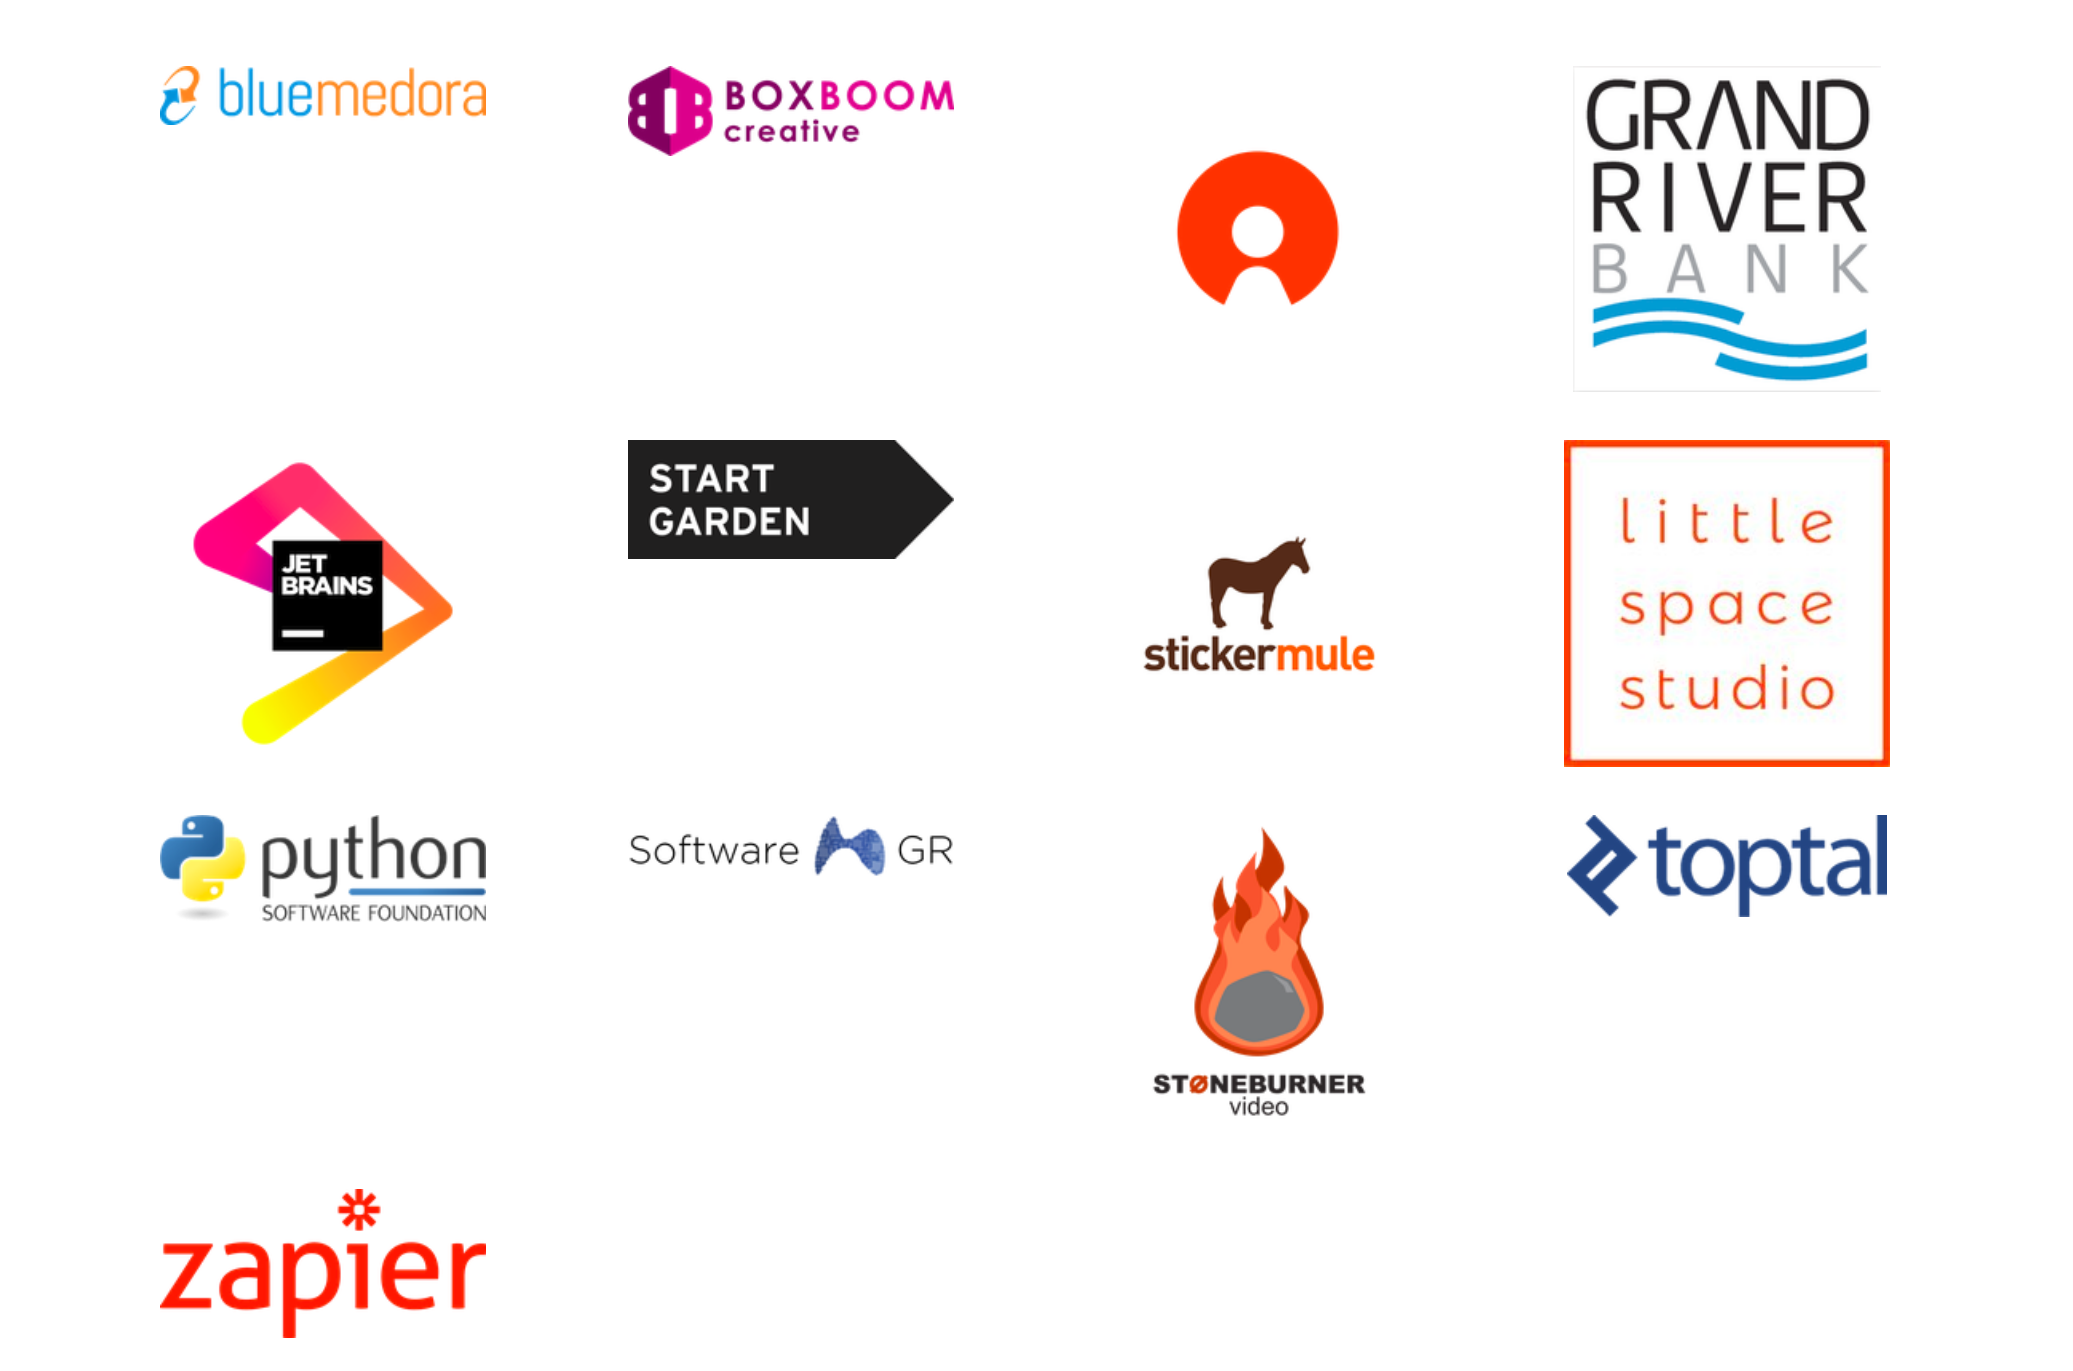 bluemedora
BOXBOOM
creative
GRAND
RIVER
BANK
JET
BRAINS
START
GARDEN
stickermule
little
space
studio
python
SOFTWARE FOUNDATION
Software GR
STØNEBURNER
video
toptal
zapier